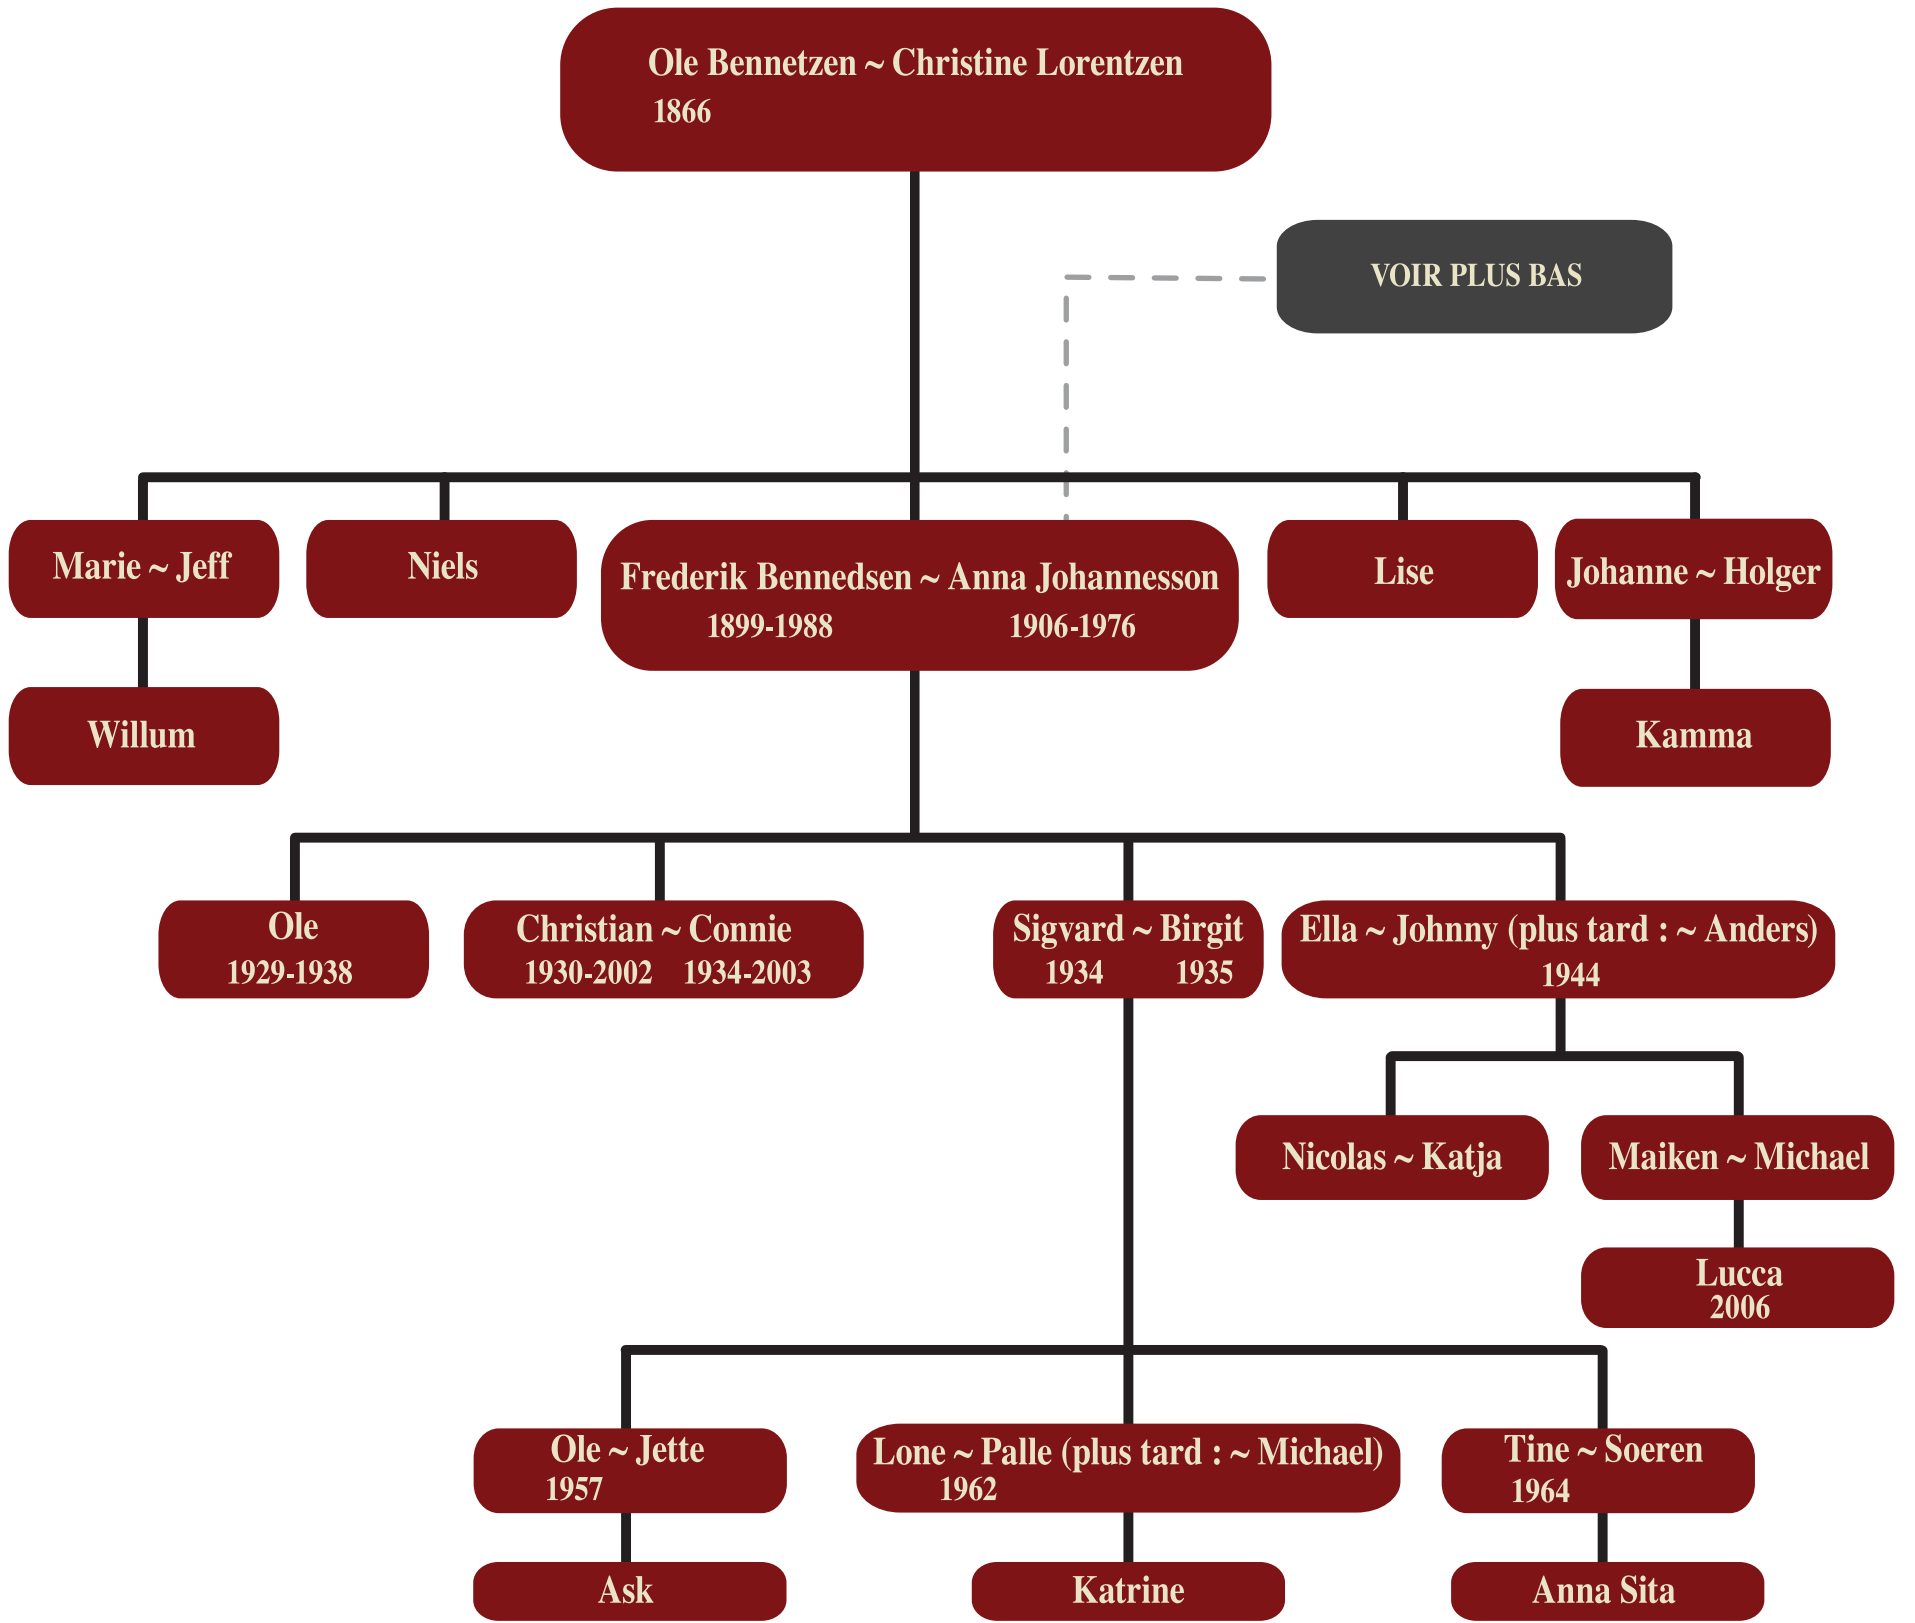 Ole Bennetzen ~ Christine Lorentzen
1866
VOIR PLUS BAS
Marie ~ Jeff
Niels
Frederik Bennedsen ~ Anna Johannesson
1899-1988 1906-1976
Lise
Johanne ~ Holger
Willum
Kamma
Ole
1929-1938
Christian ~ Connie
1930-2002 1934-2003
Sigvard ~ Birgit
1934 1935
Ella ~ Johnny (plus tard : ~ Anders)
1944
Nicolas ~ Katja
Maiken ~ Michael
Lucca
2006
Ole ~ Jette
1957
Lone ~ Palle (plus tard : ~ Michael)
1962
Tine ~ Soeren
1964
Ask
Katrine
Anna Sita